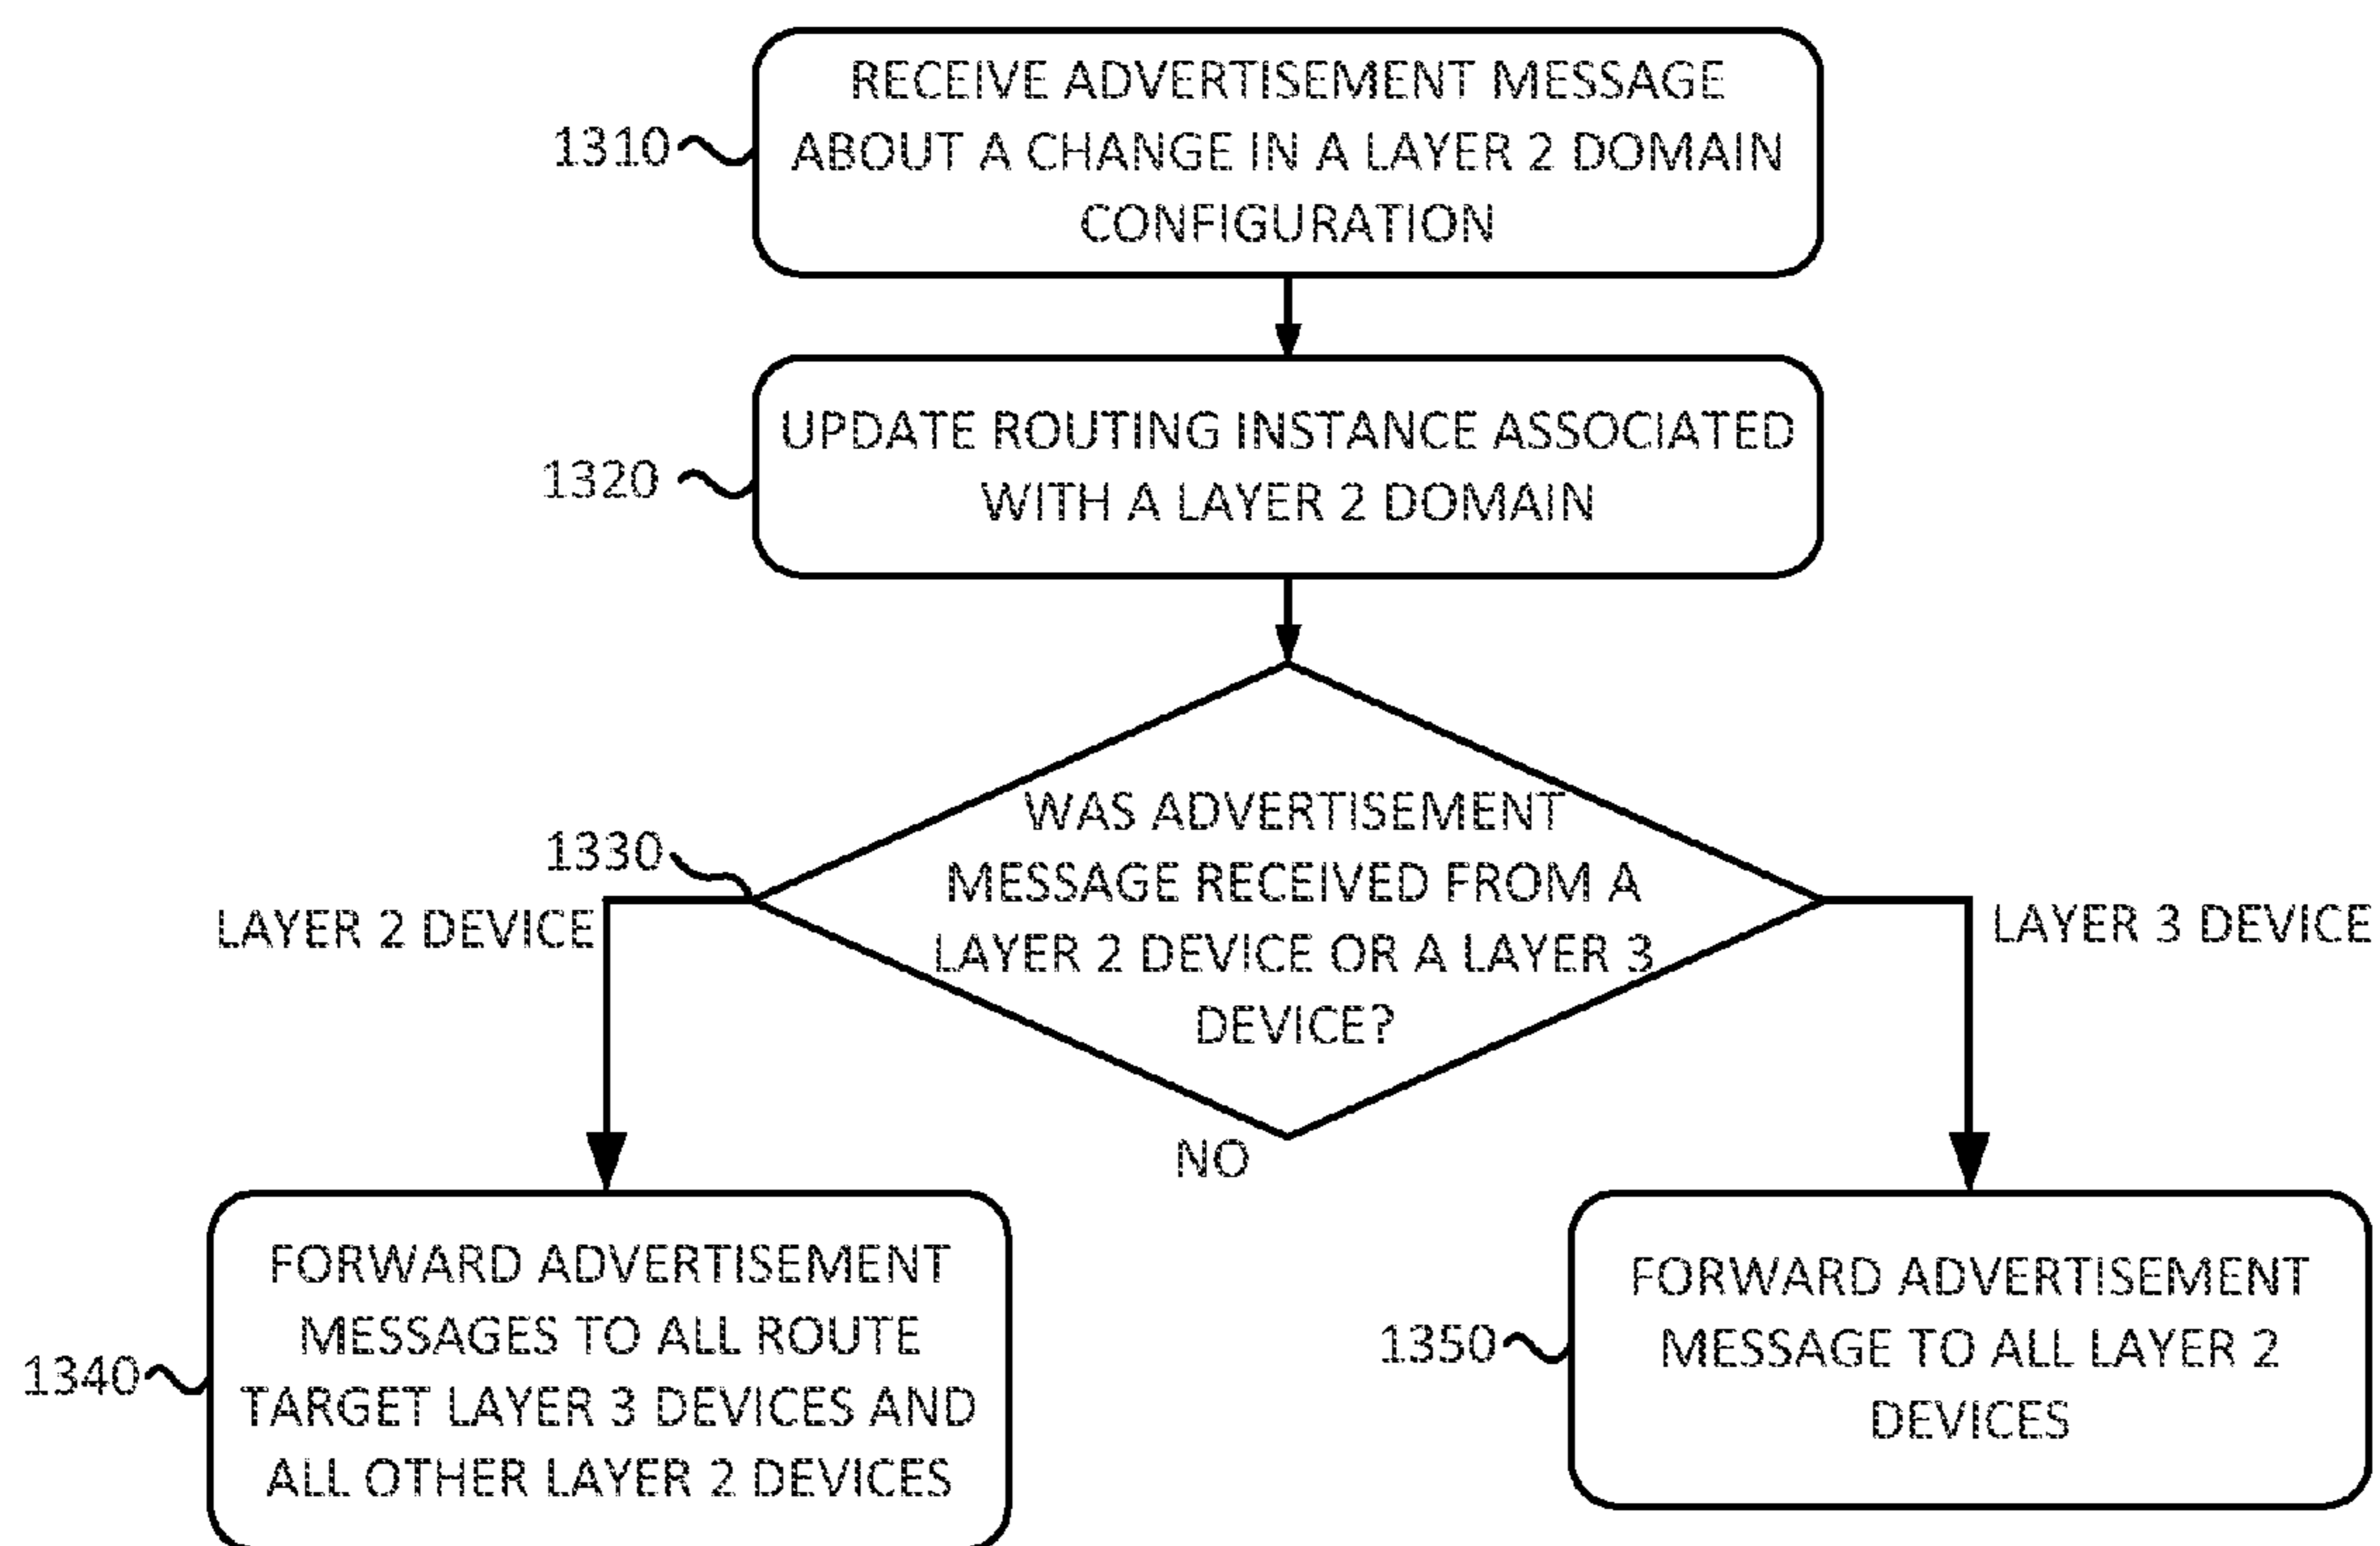 RECEIVE ADVERTISEMENT MESSAGE
ABOUT A CHANGE IN A LAYER 2 DOMAIN
CONFIGURATION
1310
UPDATE ROUTING INSTANCE ASSOCIATED
WITH A LAYER 2 DOMAIN
1320
WAS ADVERTISEMENT
MESSAGE RECEIVED FROM A
LAYER 2 DEVICE OR A LAYER 3
DEVICE?
1330
LAYER 2 DEVICE
LAYER 3 DEVICE
NO
FORWARD ADVERTISEMENT
MESSAGES TO ALL ROUTE
TARGET LAYER 3 DEVICES AND
ALL OTHER LAYER 2 DEVICES
1340
FORWARD ADVERTISEMENT
MESSAGE TO ALL LAYER 2
DEVICES
1350